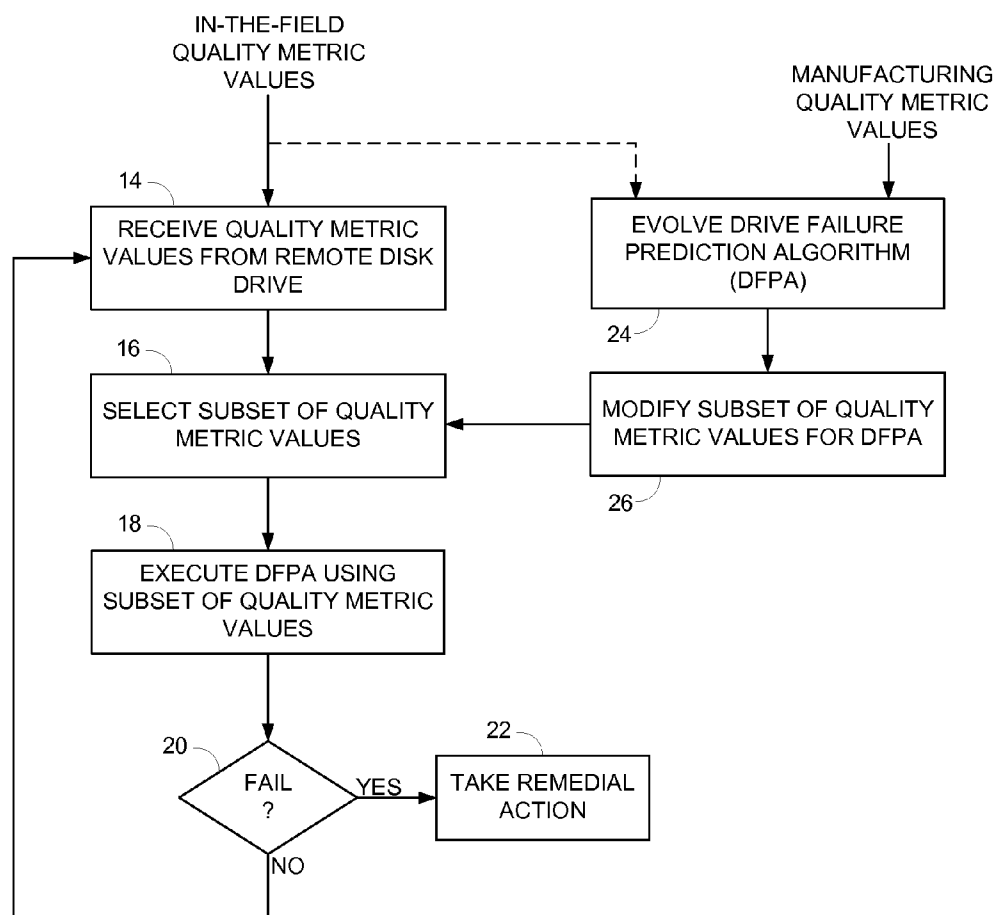 IN-THE-FIELD
QUALITY METRIC
VALUES
MANUFACTURING
QUALITY METRIC
VALUES
14
RECEIVE QUALITY METRIC
VALUES FROM REMOTE DISK
DRIVE
EVOLVE DRIVE FAILURE
PREDICTION ALGORITHM
(DFPA)
24
16
SELECT SUBSET OF QUALITY
METRIC VALUES
MODIFY SUBSET OF QUALITY
METRIC VALUES FOR DFPA
26
18
EXECUTE DFPA USING
SUBSET OF QUALITY METRIC
VALUES
20
FAIL
?
YES
NO
22
TAKE REMEDIAL
ACTION